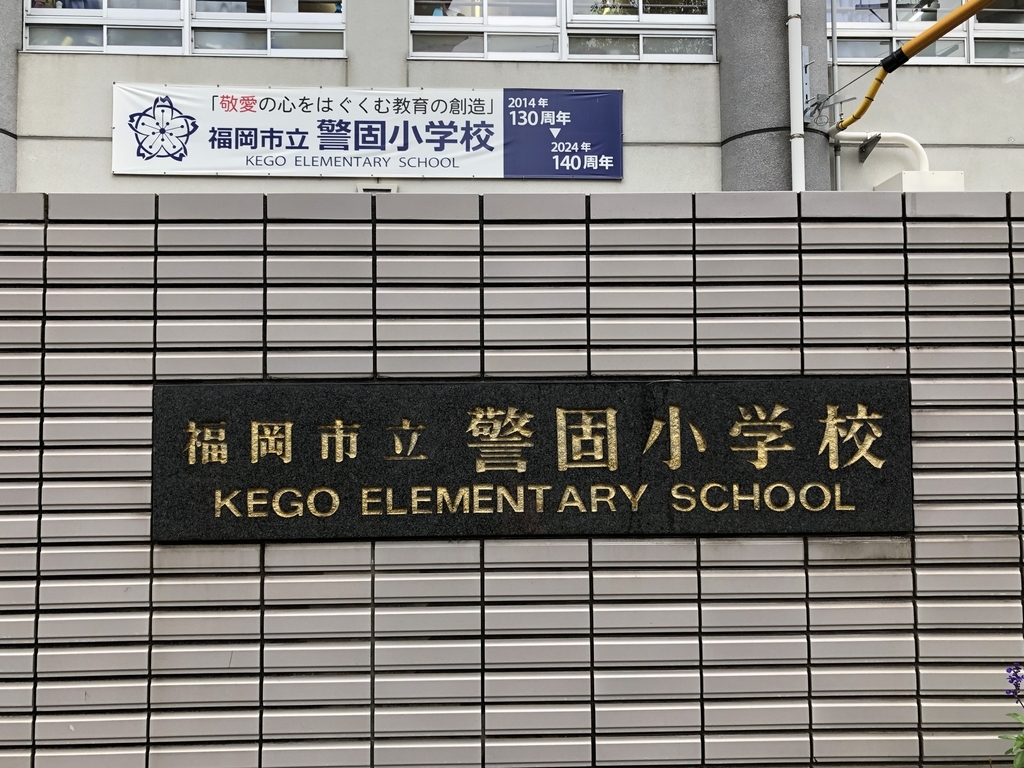 「敬愛の心をはぐくむ教育の創造」
福岡市立 警固小学校
KEGO ELEMENTARY SCHOOL
2014年
130周年
▼
2024年
140周年
福岡市立 警固小学校
KEGO ELEMENTARY SCHOOL